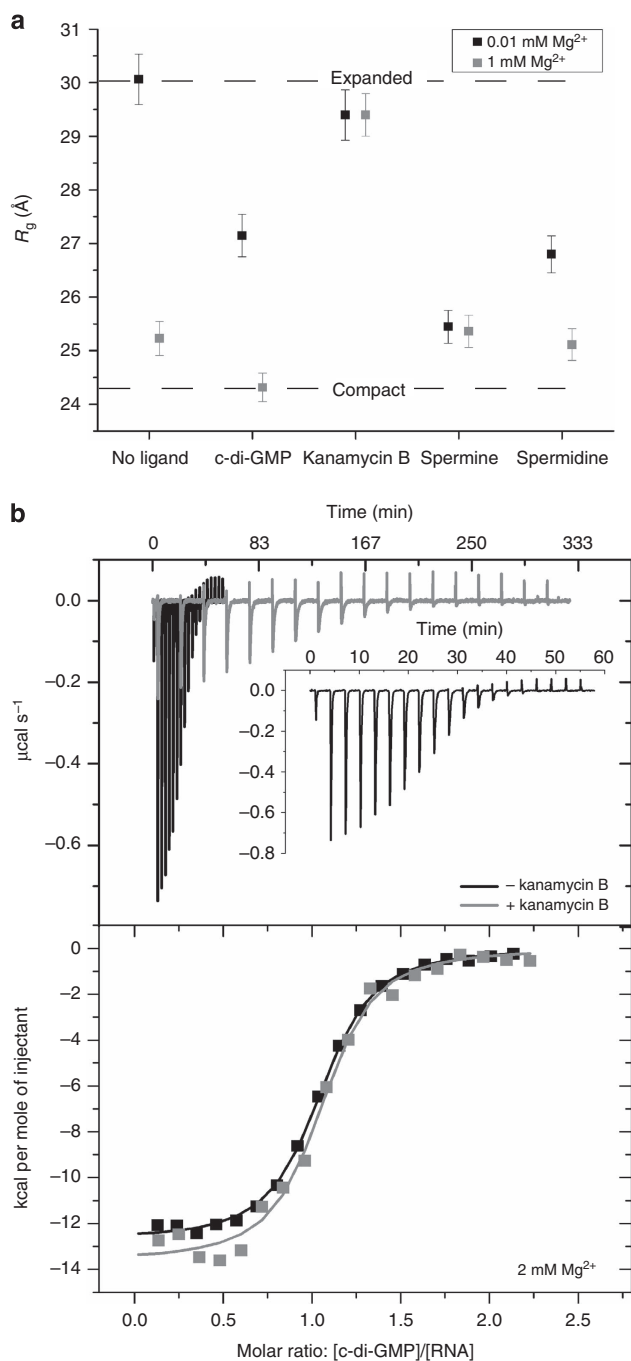 a
31
30
29
28
27
26
25
24
Rg (Å)
0.01 mM Mg2+
1 mM Mg2+
Expanded
Compact
No ligand c-di-GMP Kanamycin B Spermine Spermidine
b
Time (min)
0 83 167 250 333
0.0
−0.2
−0.4
−0.6
μcal s−1
Time (min)
0 10 20 30 40 50 60
0.0
−0.2
−0.4
−0.6
−0.8
− kanamycin B
+ kanamycin B
0
−2
−4
−6
−8
−10
−12
−14
kcal per mole of injectant
2 mM Mg2+
0.0 0.5 1.0 1.5 2.0 2.5
Molar ratio: [c-di-GMP]/[RNA]